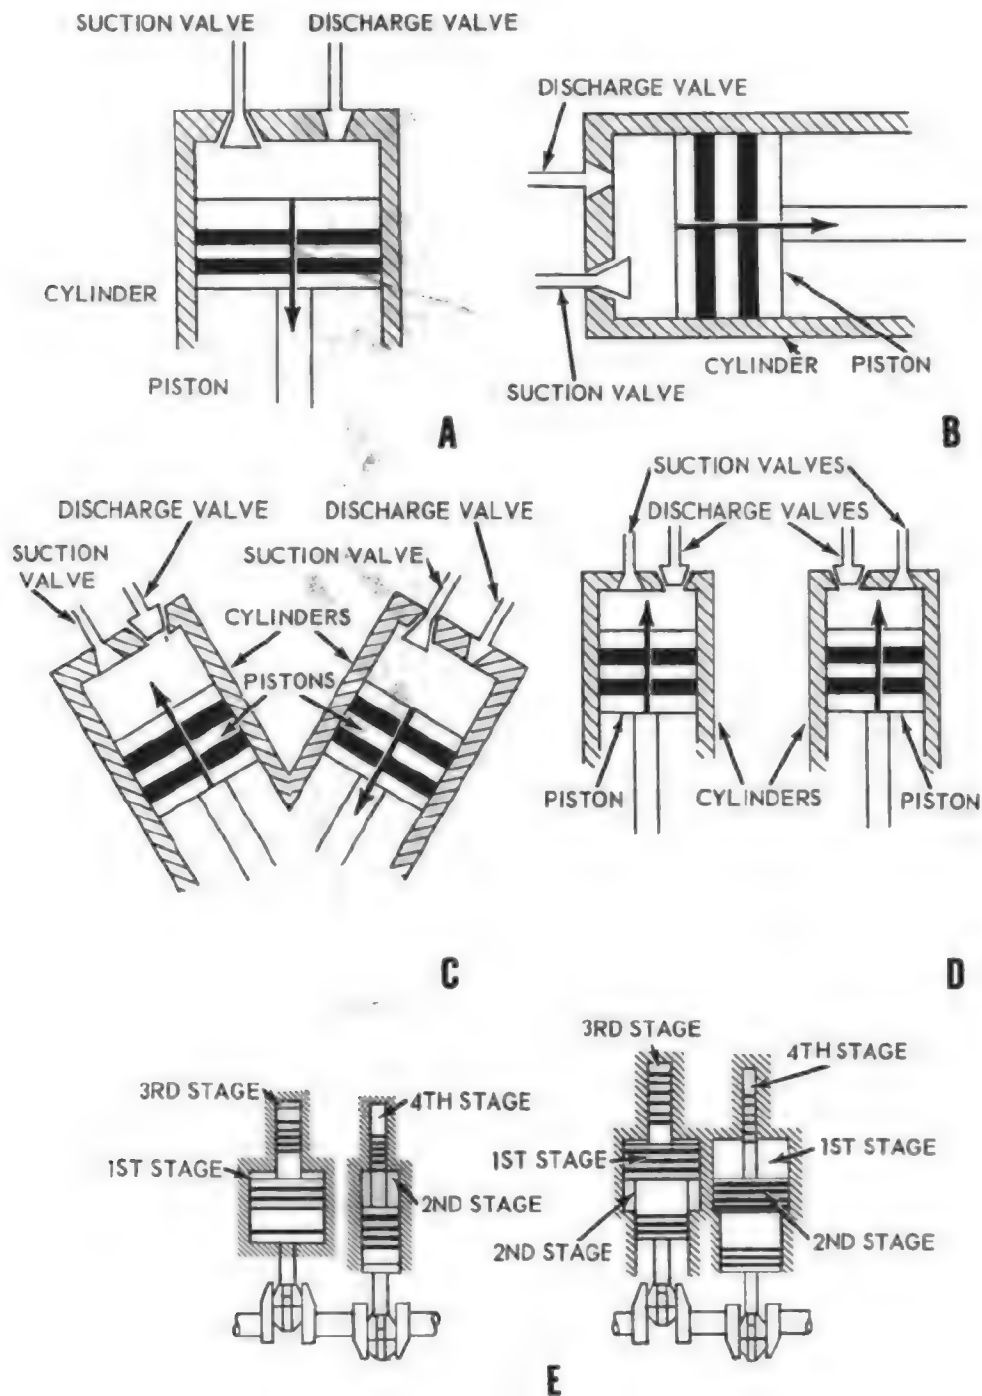 SUCTION VALVE
DISCHARGE VALVE
CYLINDER
PISTON
A
DISCHARGE VALVE
SUCTION VALVE
CYLINDER
PISTON
B
DISCHARGE VALVE
DISCHARGE VALVE
SUCTION
VALVE
SUCTION VALVE
CYLINDERS
PISTONS
C
SUCTION VALVES
DISCHARGE VALVES
PISTON
CYLINDERS
PISTON
D
3RD STAGE
4TH STAGE
1ST STAGE
2ND STAGE
3RD STAGE
4TH STAGE
1ST STAGE
1ST STAGE
2ND STAGE
2ND STAGE
E